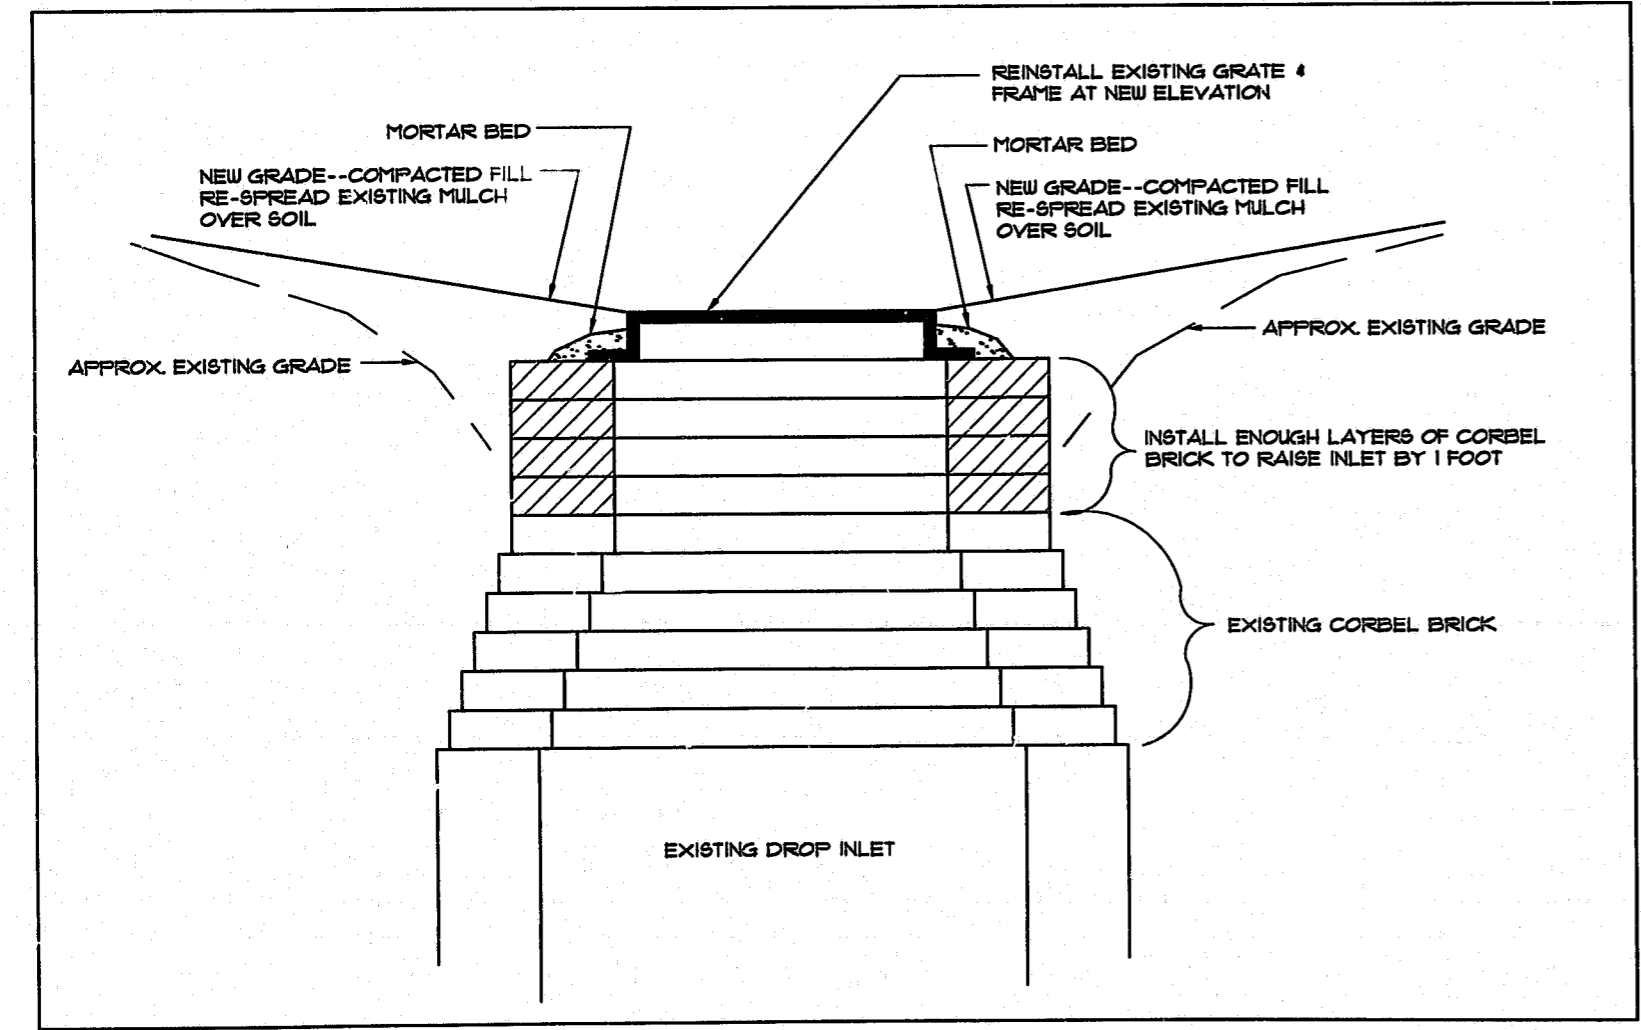 REINSTALL EXISTING GRATE &
FRAME AT NEW ELEVATION
MORTAR BED
MORTAR BED
NEW GRADE--COMPACTED FILL
RE-SPREAD EXISTING MULCH
OVER SOIL
NEW GRADE--COMPACTED FILL
RE-SPREAD EXISTING MULCH
OVER SOIL
APPROX. EXISTING GRADE
APPROX. EXISTING GRADE
INSTALL ENOUGH LAYERS OF CORBEL
BRICK TO RAISE INLET BY 1 FOOT
EXISTING CORBEL BRICK
EXISTING DROP INLET